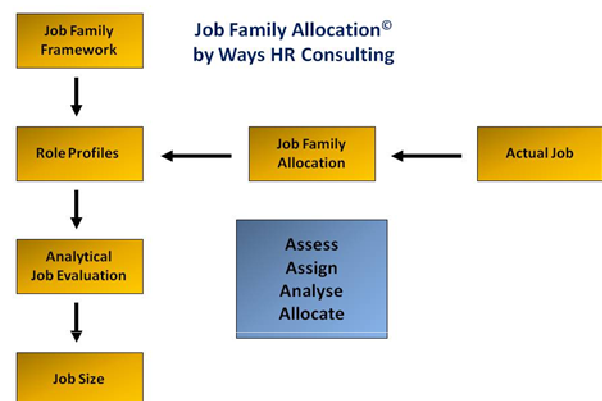 Job Family
Framework
Job Family Allocation©
by Ways HR Consulting
Role Profiles
Job Family
Allocation
Actual Job
Analytical
Job Evaluation
Assess
Assign
Analyse
Allocate
Job Size